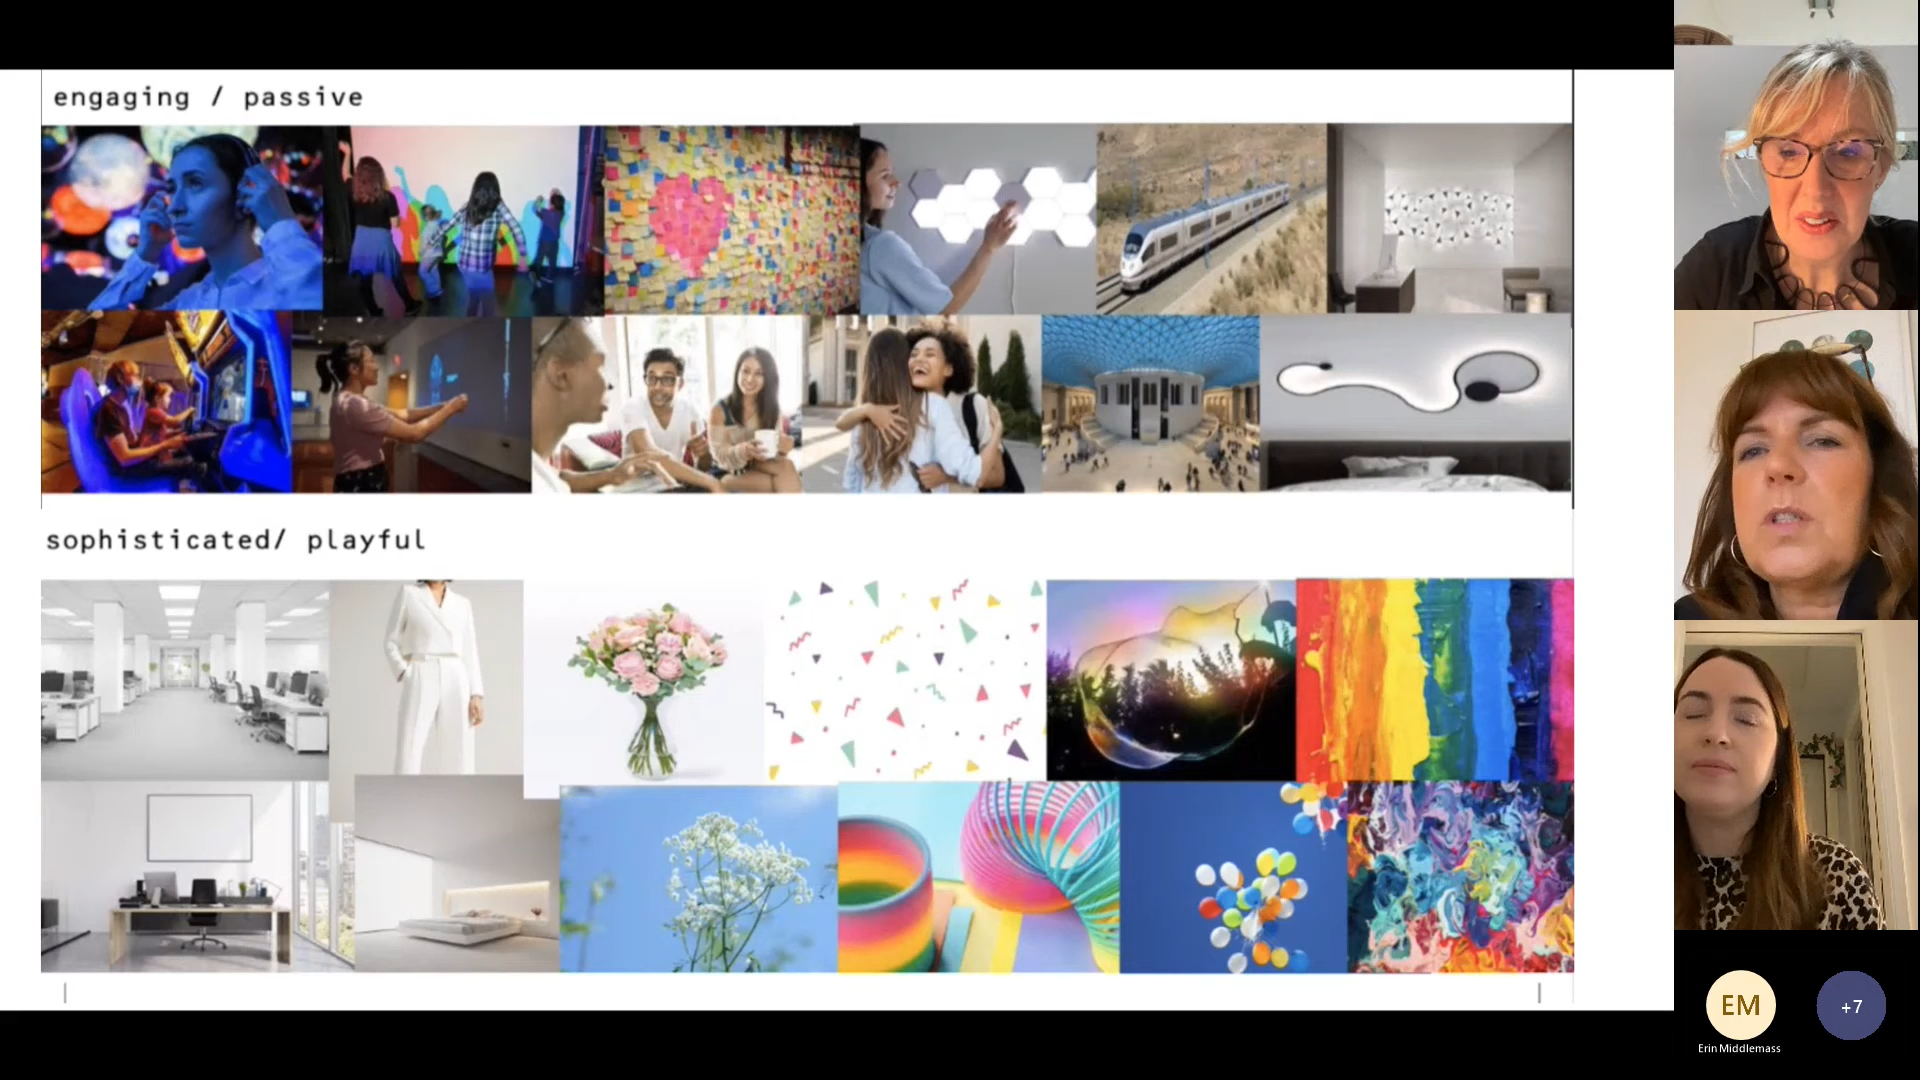 engaging / passive
sophisticated/ playful
EM
+7
Erin Middlemass